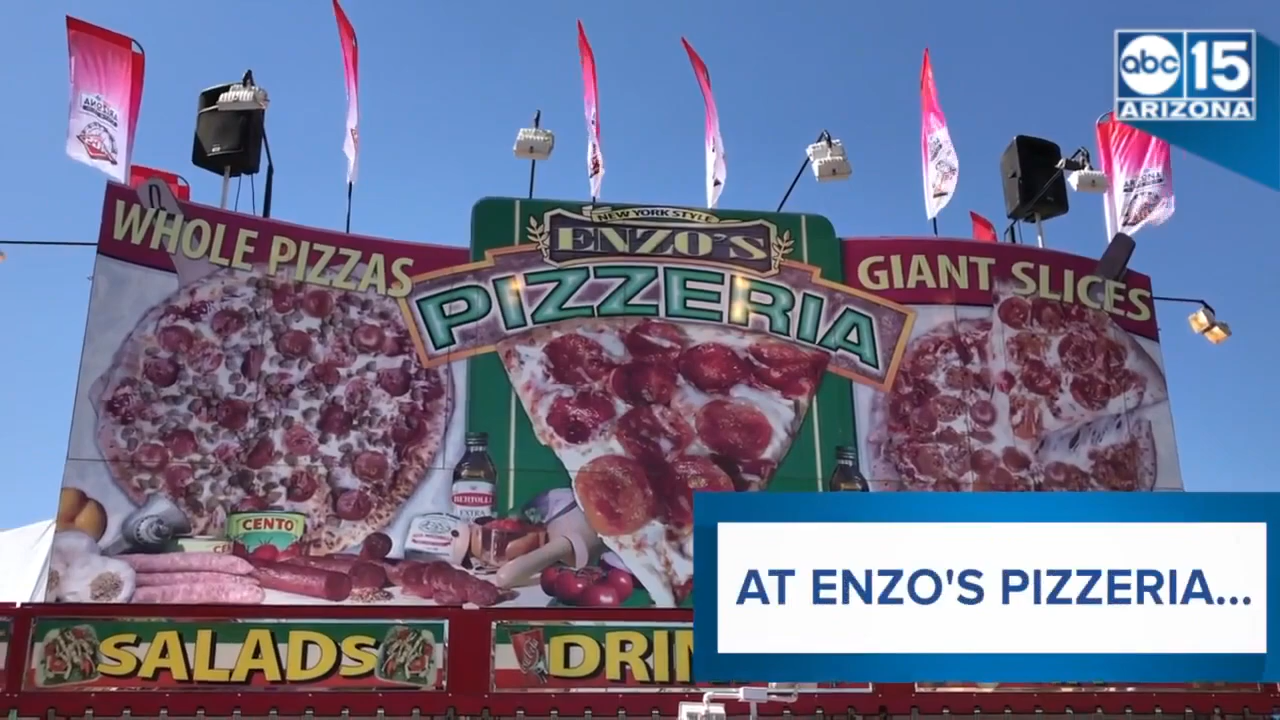 abc 15
ARIZONA
WHOLE PIZZAS
NEW YORK STYLE
ENZO'S
PIZZERIA
GIANT SLICES
CENTO
BERTOLLI
EXTRA
AT ENZO'S PIZZERIA...
SALADS
DRIN